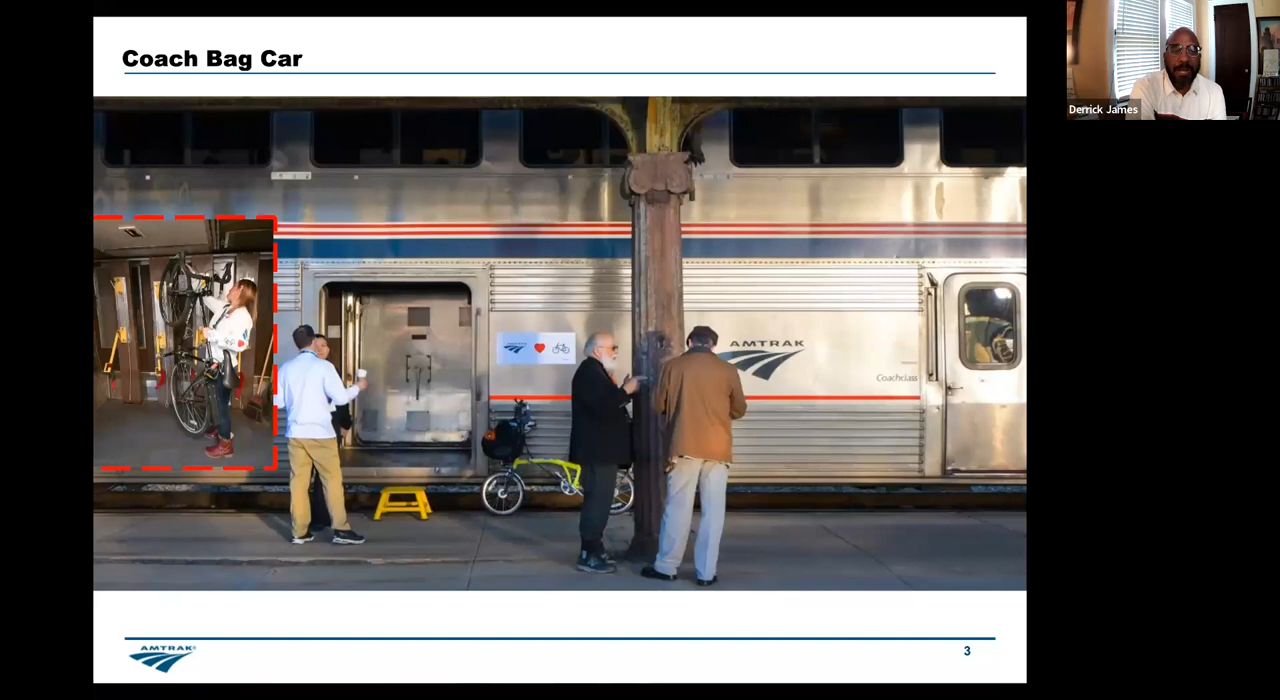 Coach Bag Car
Derrick James
AMTRAK
Coachclass
AMTRAK
3